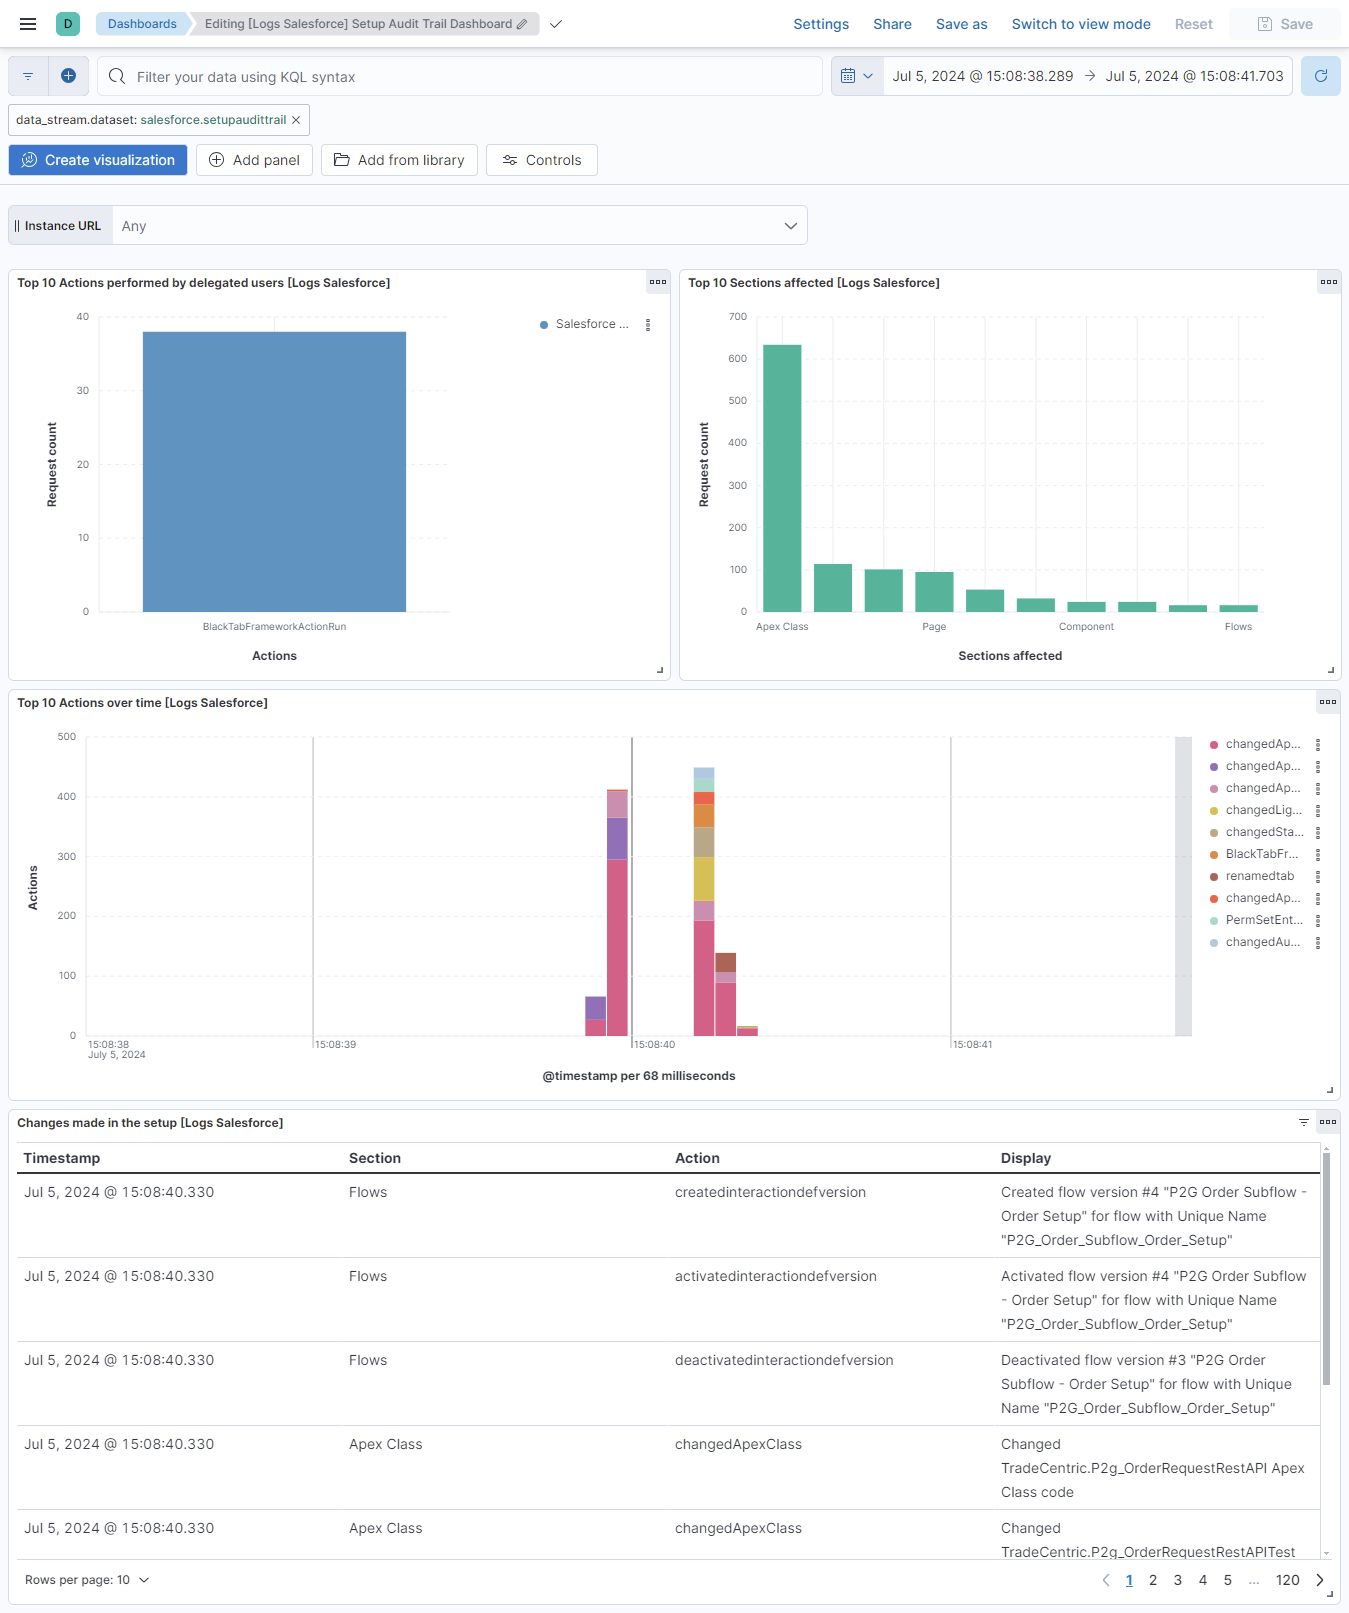 D
Dashboards
Editing [Logs Salesforce] Setup Audit Trail Dashboard
Settings
Share
Save as
Switch to view mode
Reset
Save
Filter your data using KQL syntax
Jul 5, 2024 @ 15:08:38.289 → Jul 5, 2024 @ 15:08:41.703
data_stream.dataset: salesforce.setupaudittrail ×
Create visualization
Add panel
Add from library
Controls
Instance URL
Any
Top 10 Actions performed by delegated users [Logs Salesforce]
40
30
20
10
0
Request count
BlackTabFrameworkActionRun
Actions
Salesforce ...
Top 10 Sections affected [Logs Salesforce]
700
600
500
400
300
200
100
0
Request count
Apex Class
Page
Component
Flows
Sections affected
Top 10 Actions over time [Logs Salesforce]
500
400
300
200
100
0
Actions
15:08:38
July 5, 2024
15:08:39
15:08:40
15:08:41
@timestamp per 68 milliseconds
changedAp...
changedAp...
changedAp...
changedLig...
changedSta...
BlackTabFr...
renamedtab
changedAp...
PermSetEnt...
changedAu...
Changes made in the setup [Logs Salesforce]
Timestamp
Section
Action
Display
Jul 5, 2024 @ 15:08:40.330
Flows
createdinteractiondefversion
Created flow version #4 "P2G Order Subflow -
Order Setup" for flow with Unique Name
"P2G_Order_Subflow_Order_Setup"
Jul 5, 2024 @ 15:08:40.330
Flows
activatedinteractiondefversion
Activated flow version #4 "P2G Order Subflow
- Order Setup" for flow with Unique Name
"P2G_Order_Subflow_Order_Setup"
Jul 5, 2024 @ 15:08:40.330
Flows
deactivatedinteractiondefversion
Deactivated flow version #3 "P2G Order
Subflow - Order Setup" for flow with Unique
Name "P2G_Order_Subflow_Order_Setup"
Jul 5, 2024 @ 15:08:40.330
Apex Class
changedApexClass
Changed
TradeCentric.P2g_OrderRequestRestAPI Apex
Class code
Jul 5, 2024 @ 15:08:40.330
Apex Class
changedApexClass
Changed
TradeCentric.P2g_OrderRequestRestAPITest
Rows per page: 10
1 2 3 4 5 ... 120